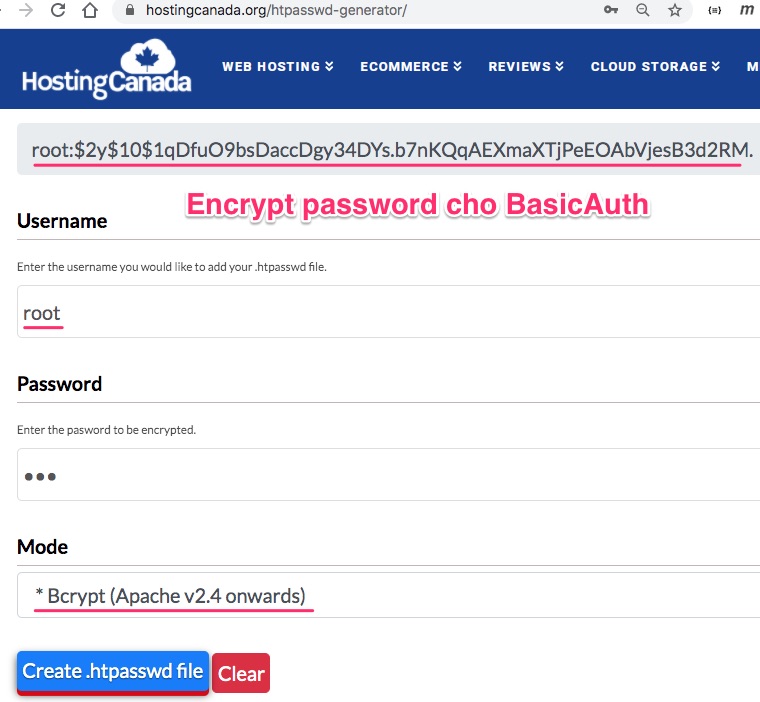 hostingcanada.org/htpasswd-generator/
HostingCanada
WEB HOSTING
ECOMMERCE
REVIEWS
CLOUD STORAGE
M
root:$2y$10$1qDfuO9bsDaccDgy34DYs.b7nKQqAEXmaXTjPeEOAbVjesB3d2RM.
Encrypt password cho BasicAuth
Username
Enter the username you would like to add your .htpasswd file.
root
Password
Enter the pasword to be encrypted.
Mode
* Bcrypt (Apache v2.4 onwards)
Create .htpasswd file
Clear